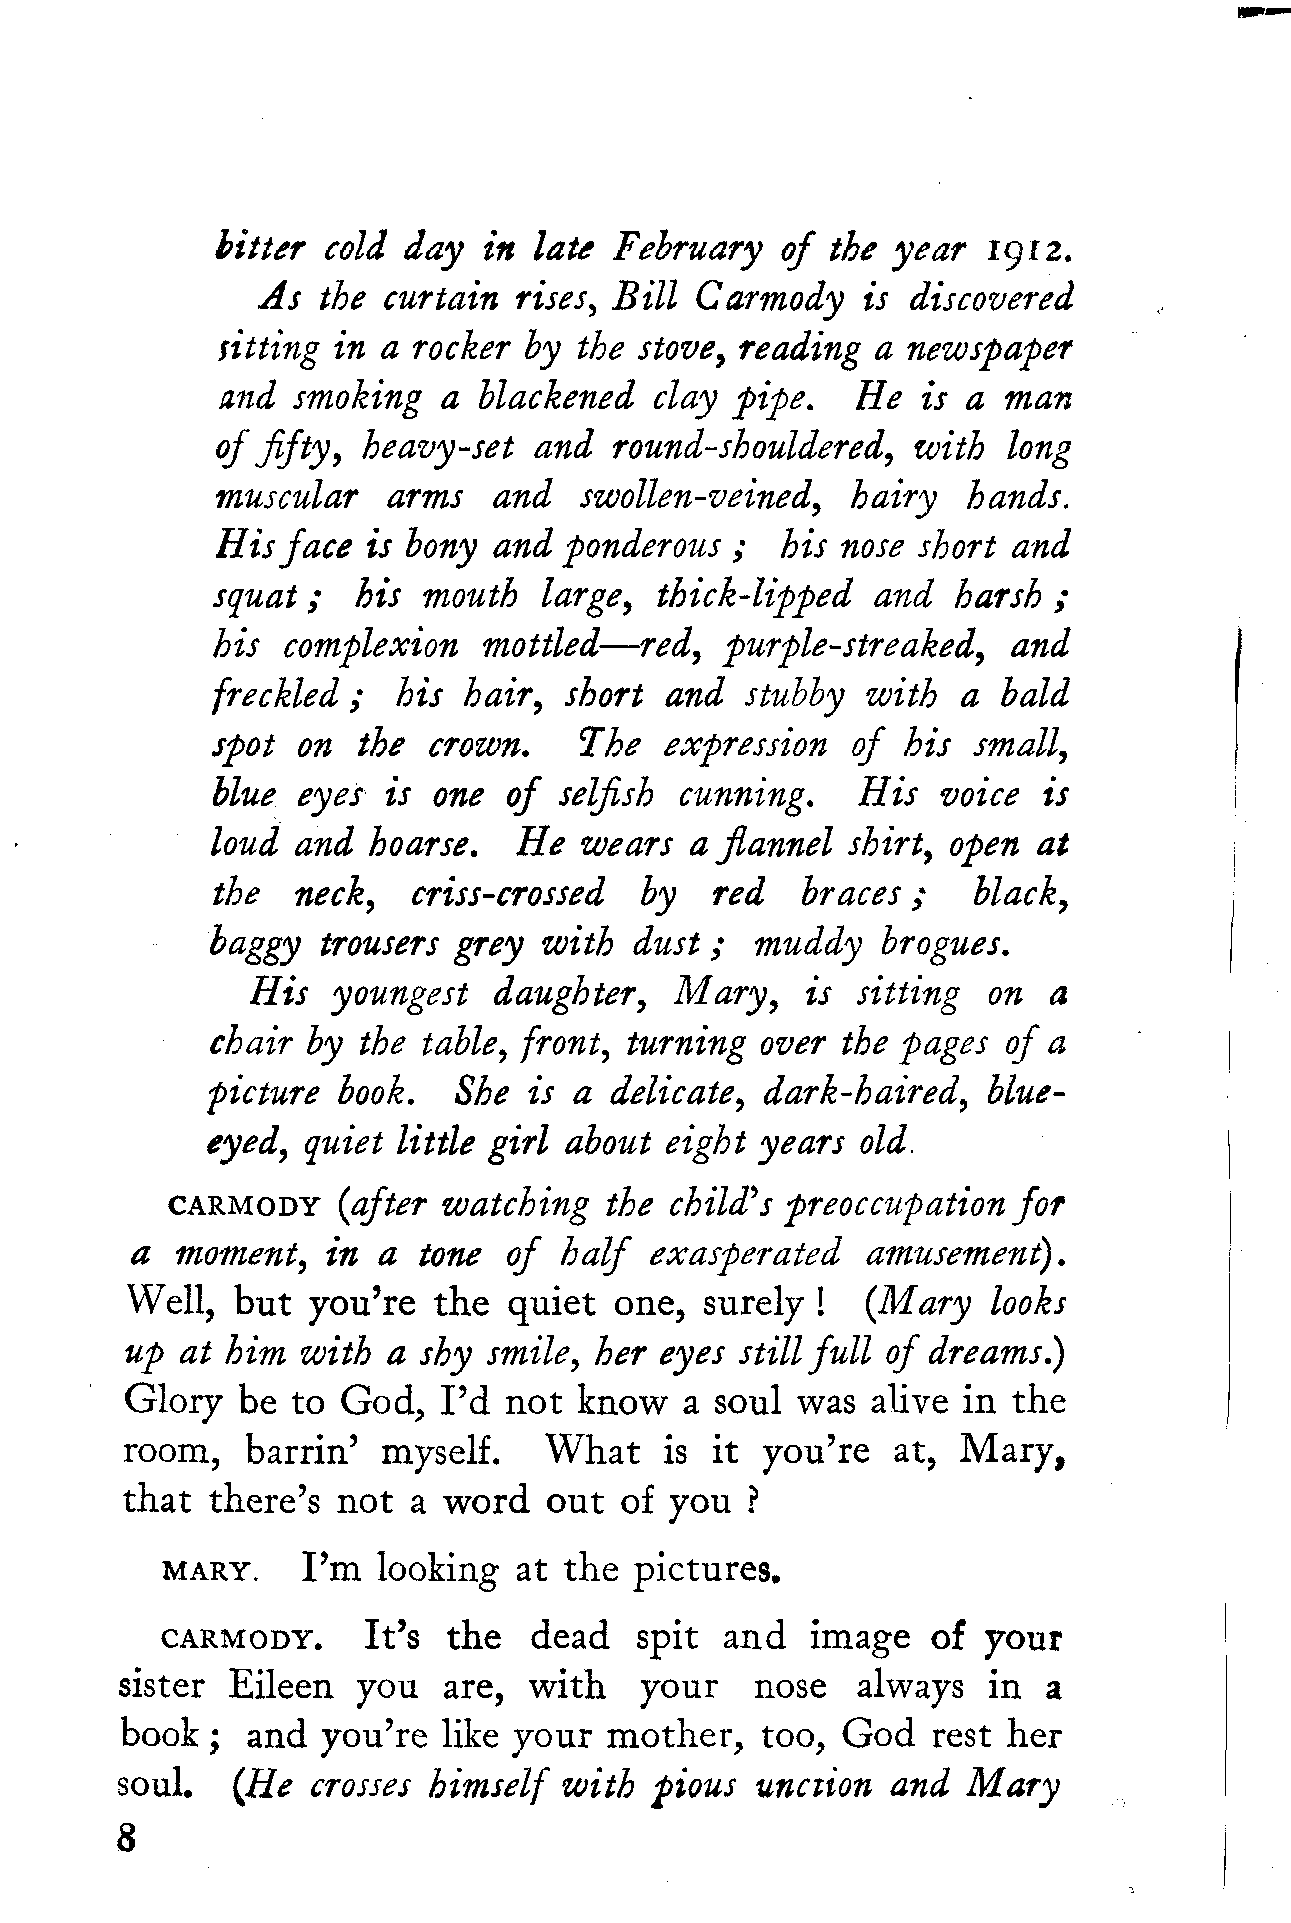 bitter cold day in late February of the year 1912.
As the curtain rises, Bill Carmody is discovered
sitting in a rocker by the stove, reading a newspaper
and smoking a blackened clay pipe. He is a man
of fifty, heavy-set and round-shouldered, with long
muscular arms and swollen-veined, hairy hands.
His face is bony and ponderous ; his nose short and
squat ; his mouth large, thick-lipped and harsh ;
his complexion mottled—red, purple-streaked, and
freckled ; his hair, short and stubby with a bald
spot on the crown. The expression of his small,
blue eyes is one of selfish cunning. His voice is
loud and hoarse. He wears a flannel shirt, open at
the neck, criss-crossed by red braces ; black,
baggy trousers grey with dust ; muddy brogues.
His youngest daughter, Mary, is sitting on a
chair by the table, front, turning over the pages of a
picture book. She is a delicate, dark-haired, blue-
eyed, quiet little girl about eight years old.
CARMODY (after watching the child's preoccupation for
a moment, in a tone of half exasperated amusement).
Well, but you're the quiet one, surely ! (Mary looks
up at him with a shy smile, her eyes still full of dreams.)
Glory be to God, I'd not know a soul was alive in the
room, barrin' myself. What is it you're at, Mary,
that there's not a word out of you ?
MARY. I'm looking at the pictures.
CARMODY. It's the dead spit and image of your
sister Eileen you are, with your nose always in a
book ; and you're like your mother, too, God rest her
soul. (He crosses himself with pious unction and Mary
8